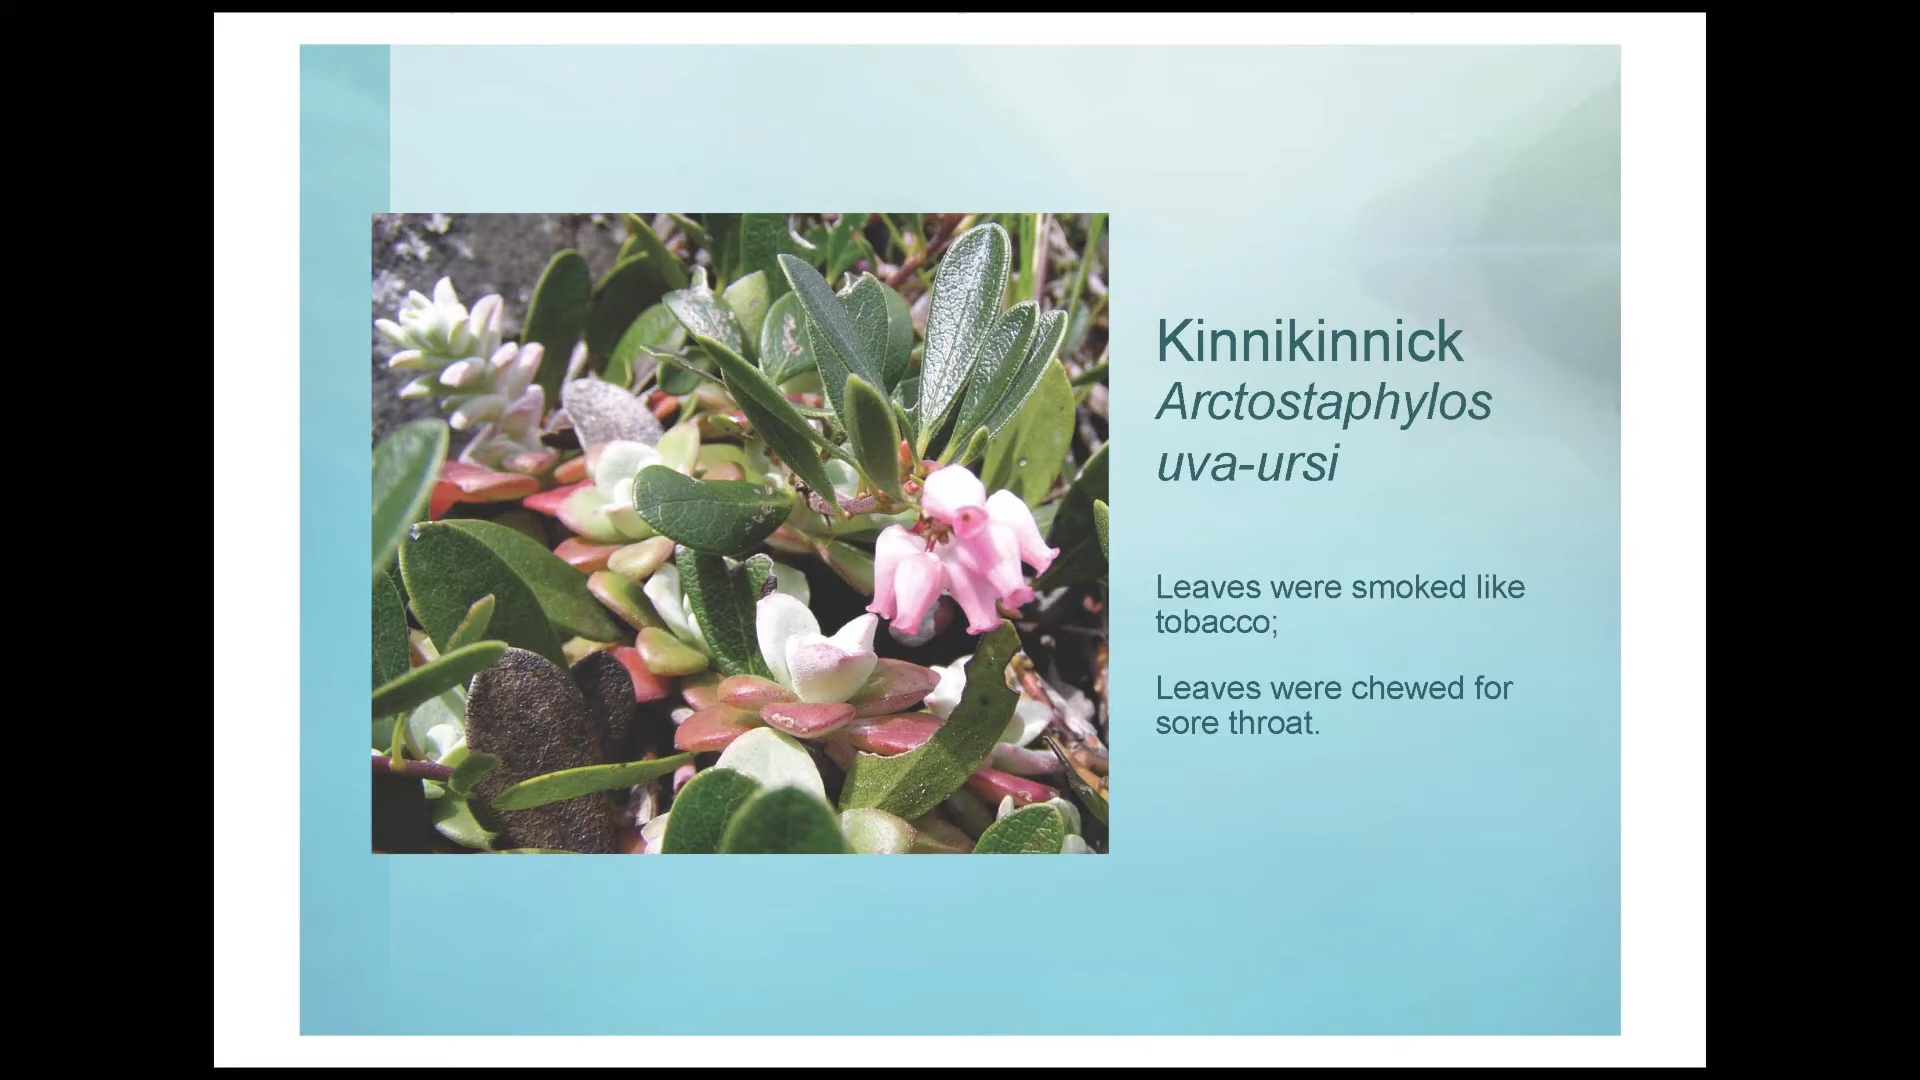 Kinnikinnick
Arctostaphylos
uva-ursi
Leaves were smoked like
tobacco;
Leaves were chewed for
sore throat.